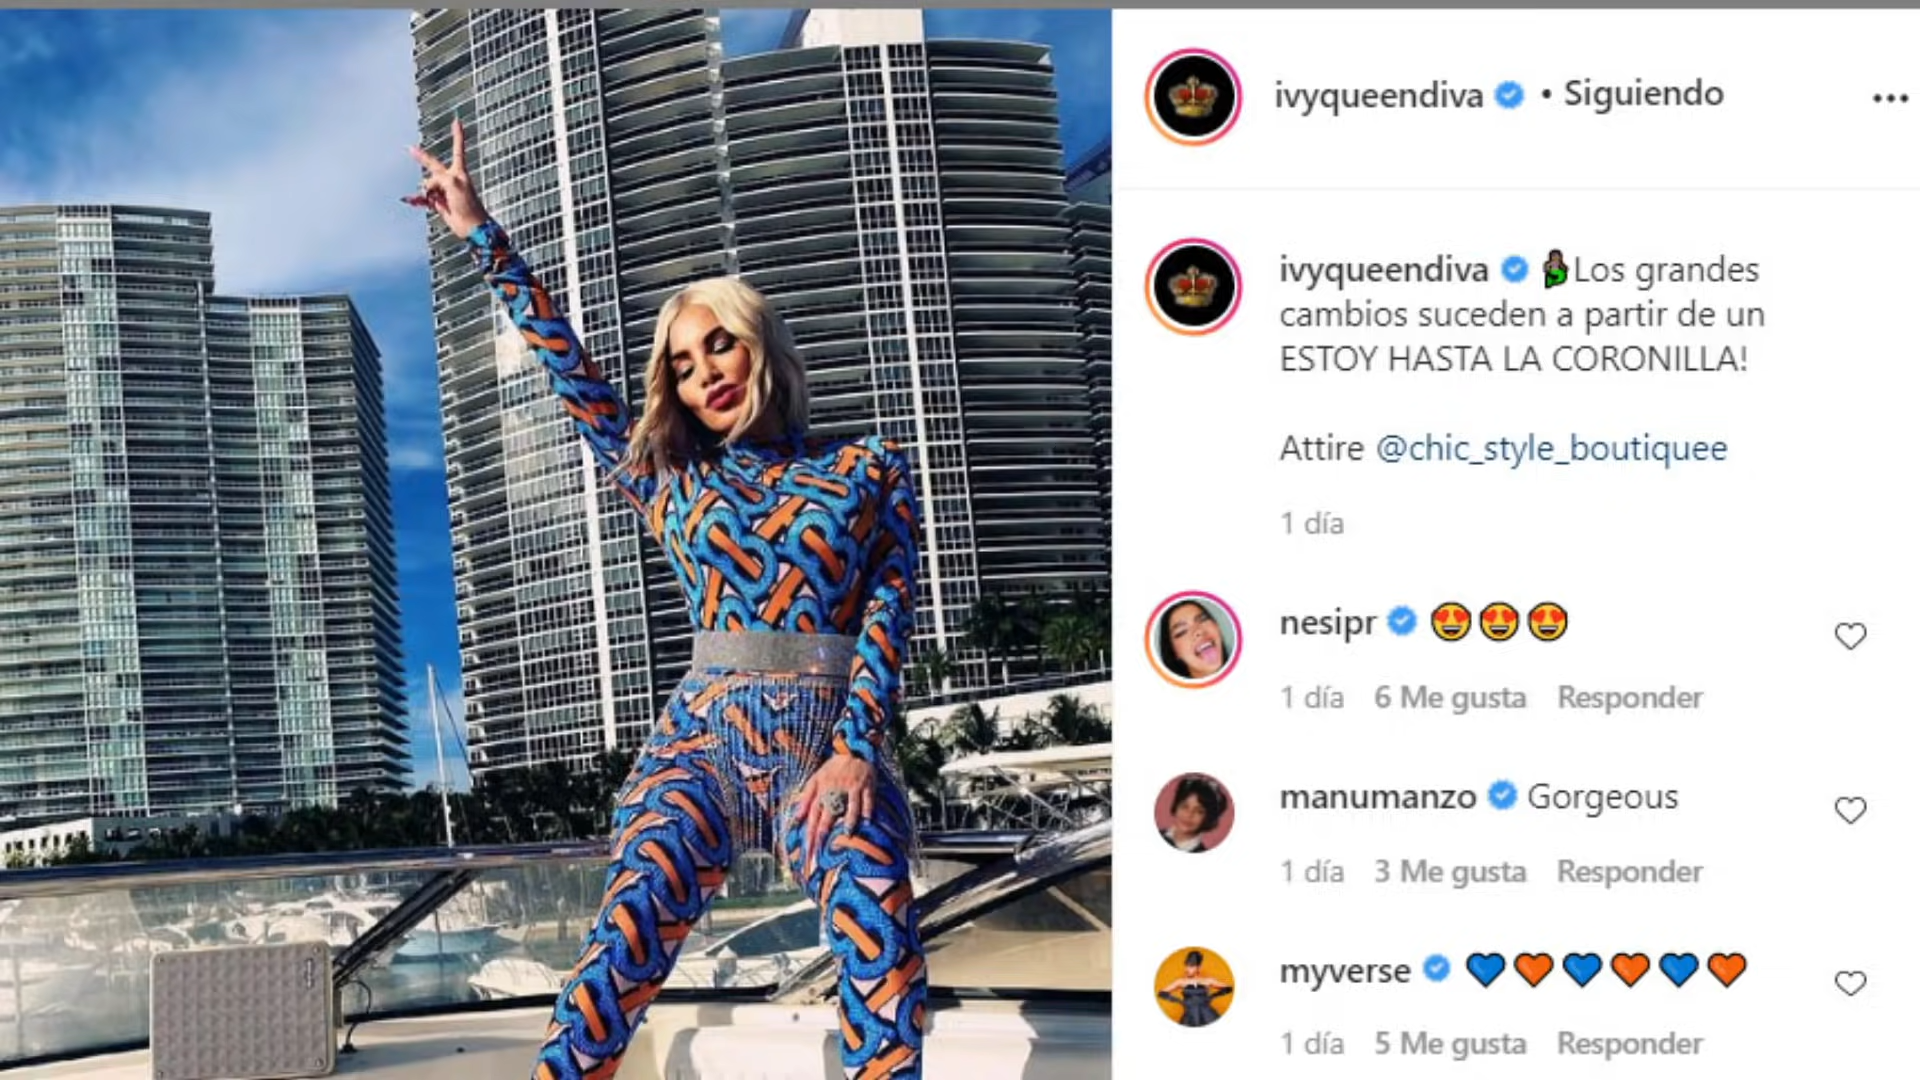 ivyqueendiva • Siguiendo
ivyqueendiva Los grandes
cambios suceden a partir de un
ESTOY HASTA LA CORONILLA!
Attire @chic_style_boutiquee
1 día
nesipr 😍😍😍
1 día 6 Me gusta Responder
manumanzo Gorgeous
1 día 3 Me gusta Responder
myverse 💙🧡💙🧡💙🧡
1 día 5 Me gusta Responder